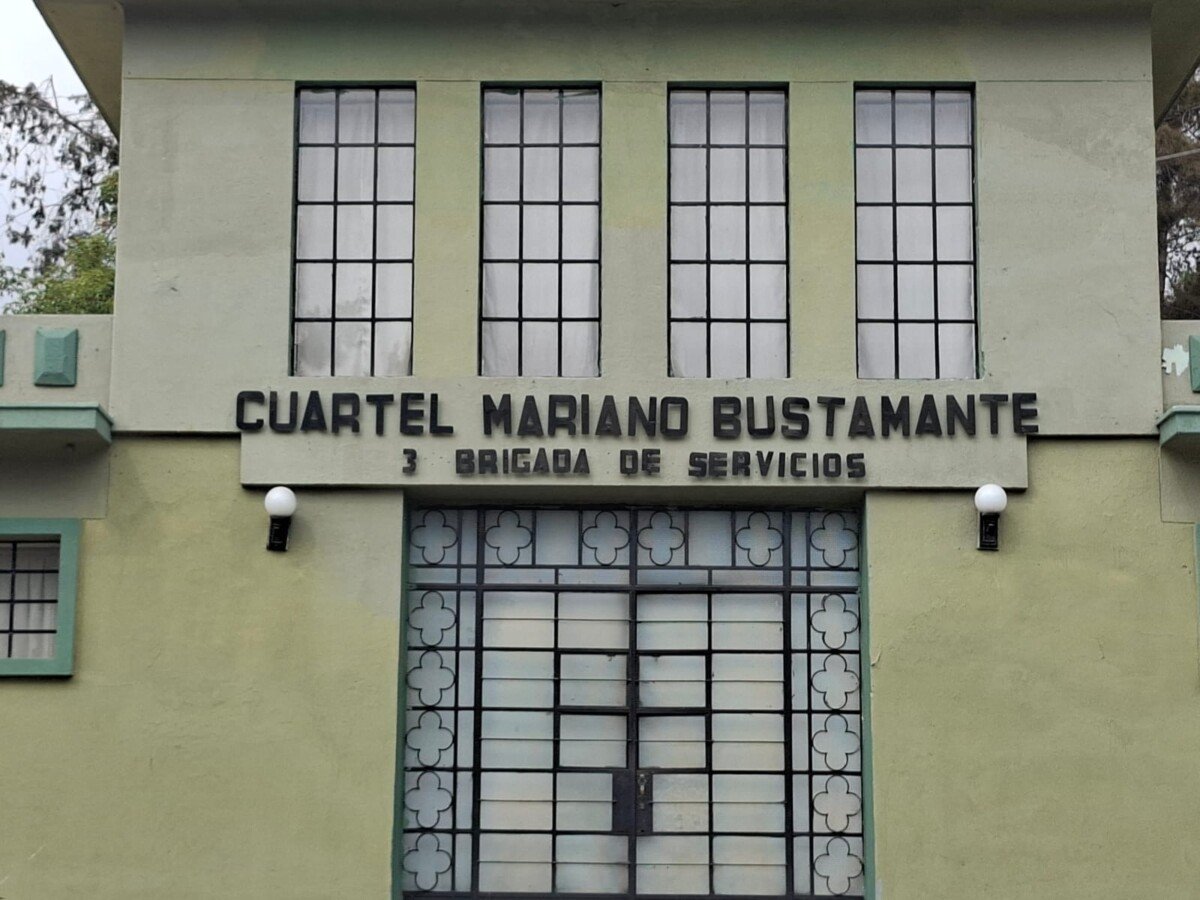 CUARTEL MARIANO BUSTAMANTE
3 BRIGADA DE SERVICIOS